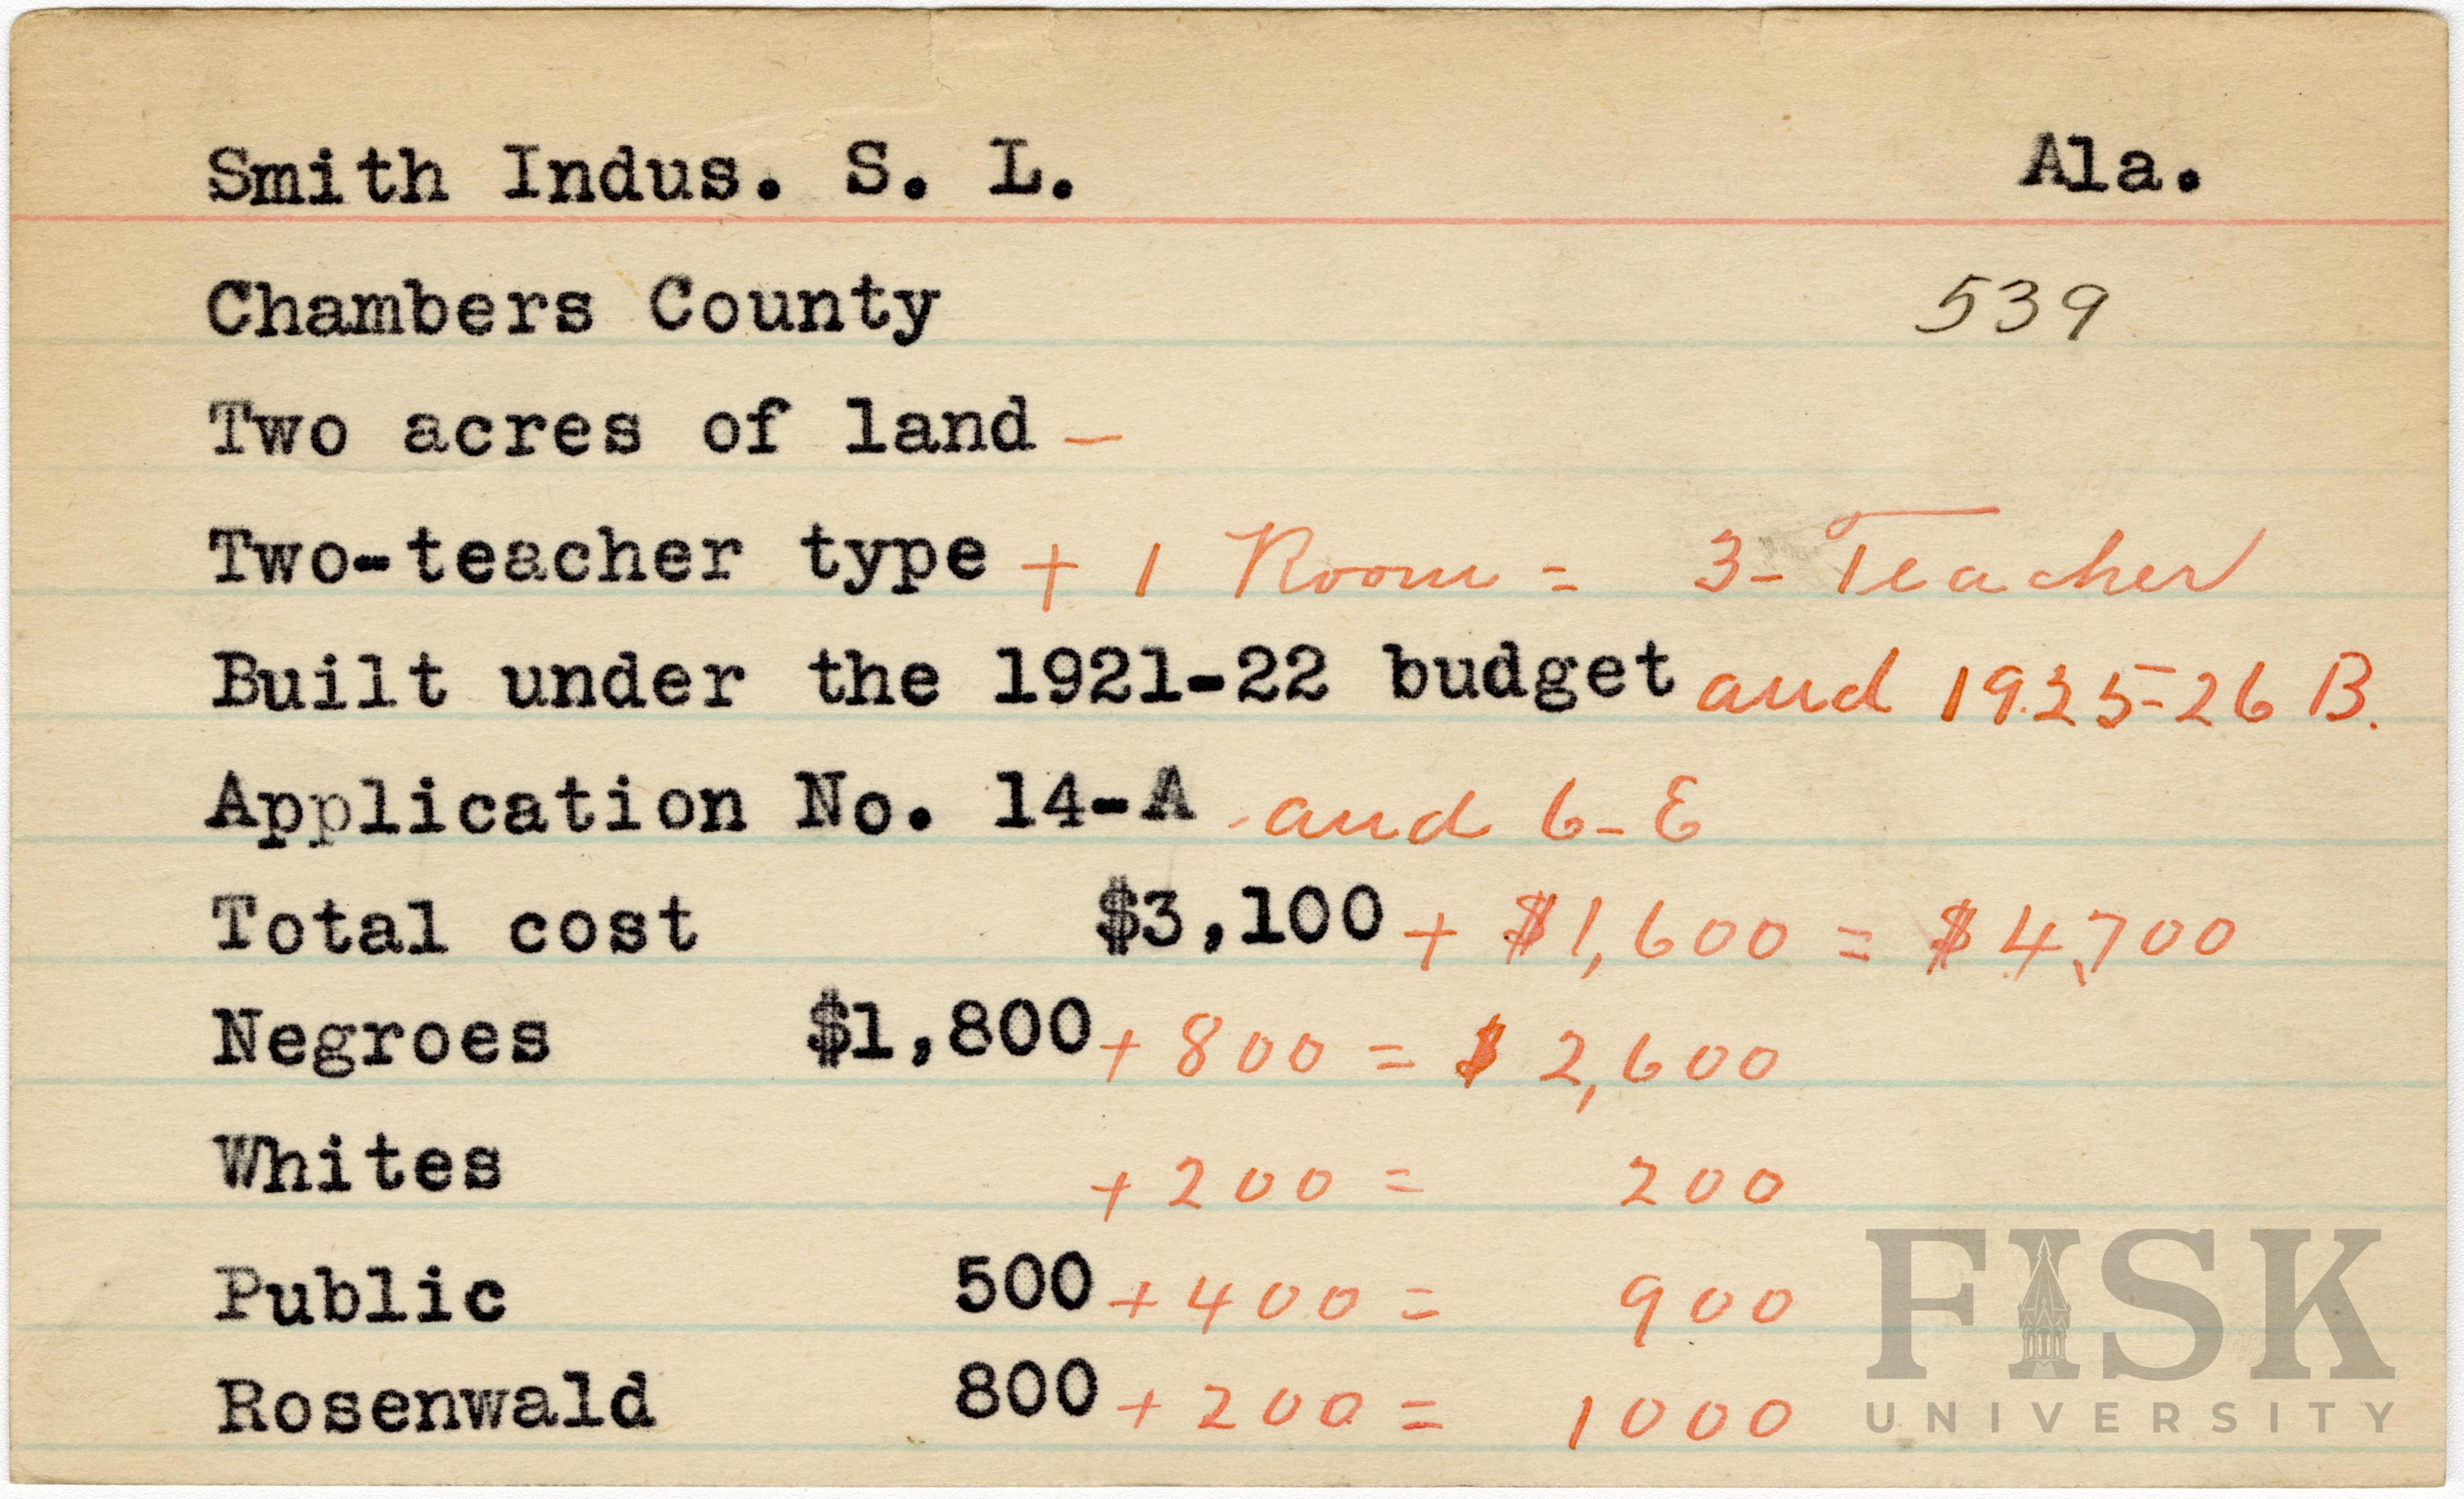 Smith Indus. S. L. Ala.
Chambers County 539
Two acres of land —
Two-teacher type + 1 Room = 3-Teacher
Built under the 1921-22 budget and 1925-26 B.
Application No. 14-A and 6-E
Total cost $3,100 + $1,600 = $4,700
Negroes $1,800 + 800 = $2,600
Whites + 200 = 200
Public 500 + 400 = 900
Rosenwald 800 + 200 = 1000
FISK
UNIVERSITY